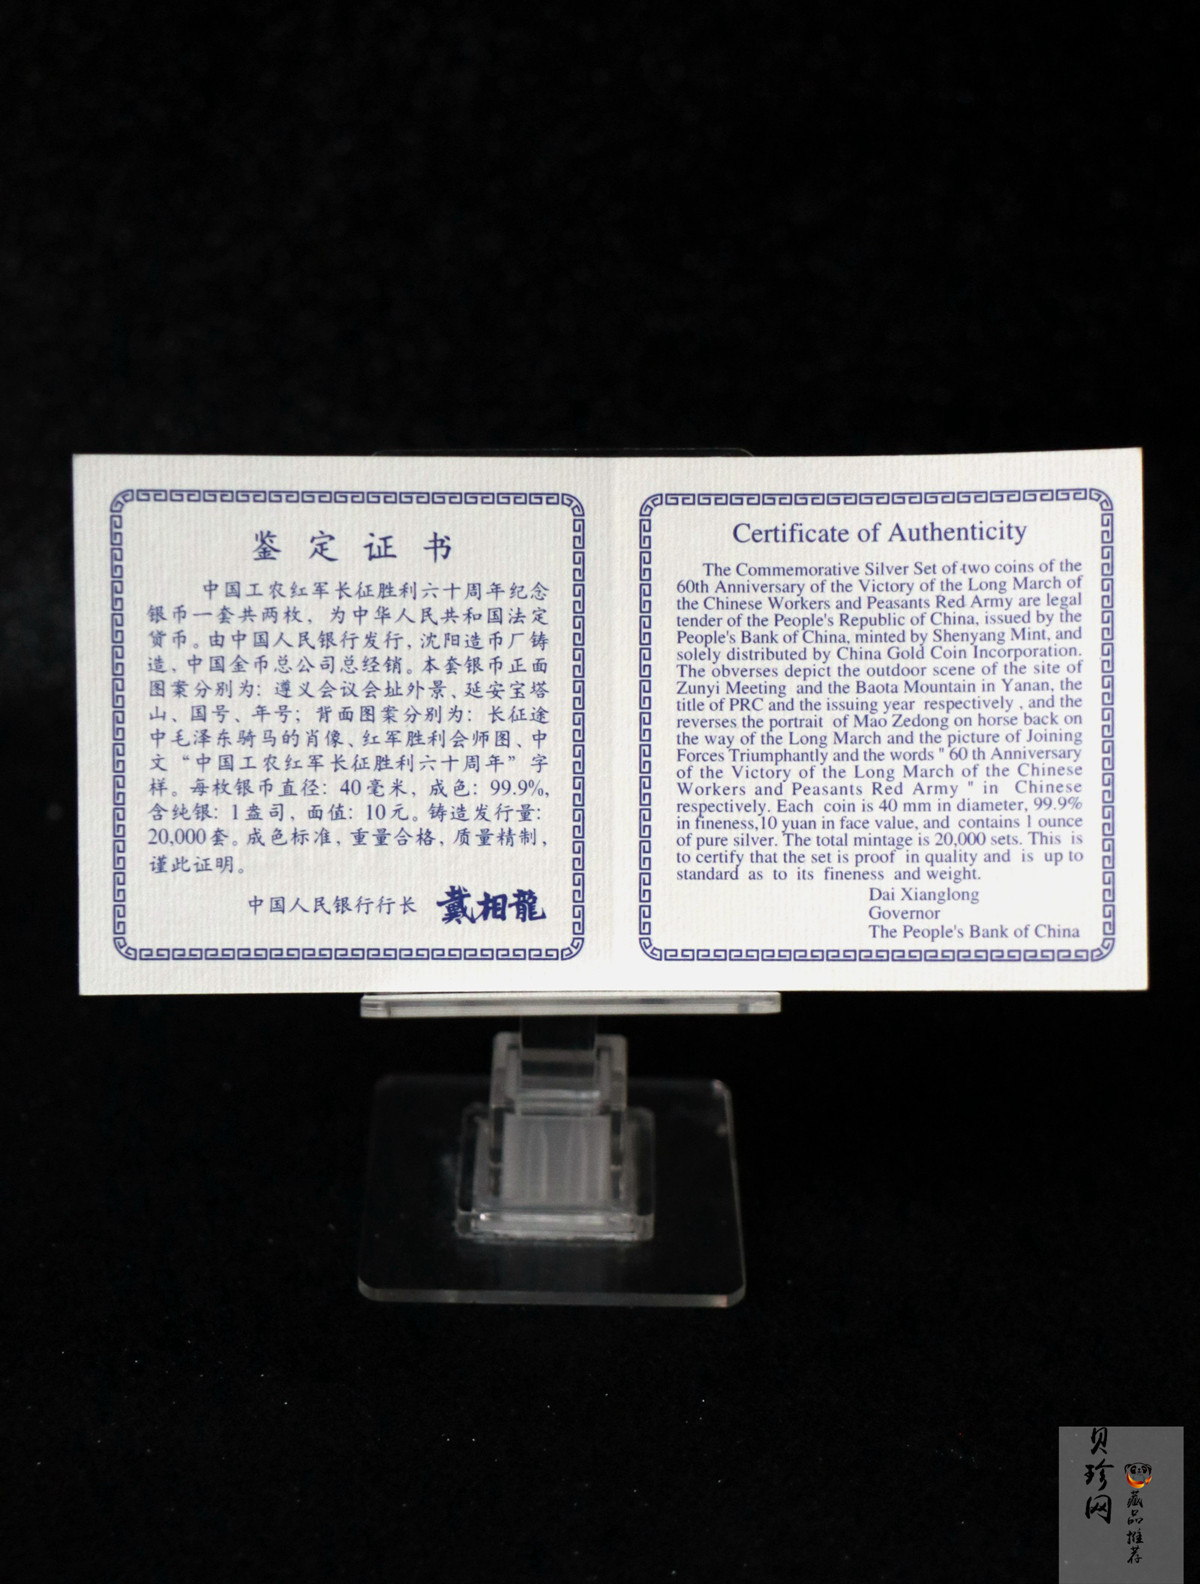 鉴定证书
中国工农红军长征胜利六十周年纪念
银币一套共两枚，为中华人民共和国法定
货币。由中国人民银行发行，沈阳造币厂铸
造，中国金币总公司总经销。本套银币正面
图案分别为：遵义会议会址外景、延安宝塔
山、国号、年号；背面图案分别为：长征途
中毛泽东骑马的肖像、红军胜利会师图、中
文“中国工农红军长征胜利六十周年”字
样。每枚银币直径：40毫米，成色：99.9%,
含纯银：1盎司，面值：10元。铸造发行量：
20,000套。成色标准，重量合格，质量精制，
谨此证明。
中国人民银行行长 戴相龍
Certificate of Authenticity
The Commemorative Silver Set of two coins of the
60th Anniversary of the Victory of the Long March of
the Chinese Workers and Peasants Red Army are legal
tender of the People's Republic of China, issued by the
People's Bank of China, minted by Shenyang Mint, and
solely distributed by China Gold Coin Incorporation.
The obverses depict the outdoor scene of the site of
Zunyi Meeting and the Baota Mountain in Yanan, the
title of PRC and the issuing year respectively , and the
reverses the portrait of Mao Zedong on horse back on
the way of the Long March and the picture of Joining
Forces Triumphantly and the words " 60 th Anniversary
of the Victory of the Long March of the Chinese
Workers and Peasants Red Army " in Chinese
respectively. Each coin is 40 mm in diameter, 99.9%
in fineness,10 yuan in face value, and contains 1 ounce
of pure silver. The total mintage is 20,000 sets. This is
to certify that the set is proof in quality and is up to
standard as to its fineness and weight.
Dai Xianglong
Governor
The People's Bank of China
贝珍网
藏品推荐